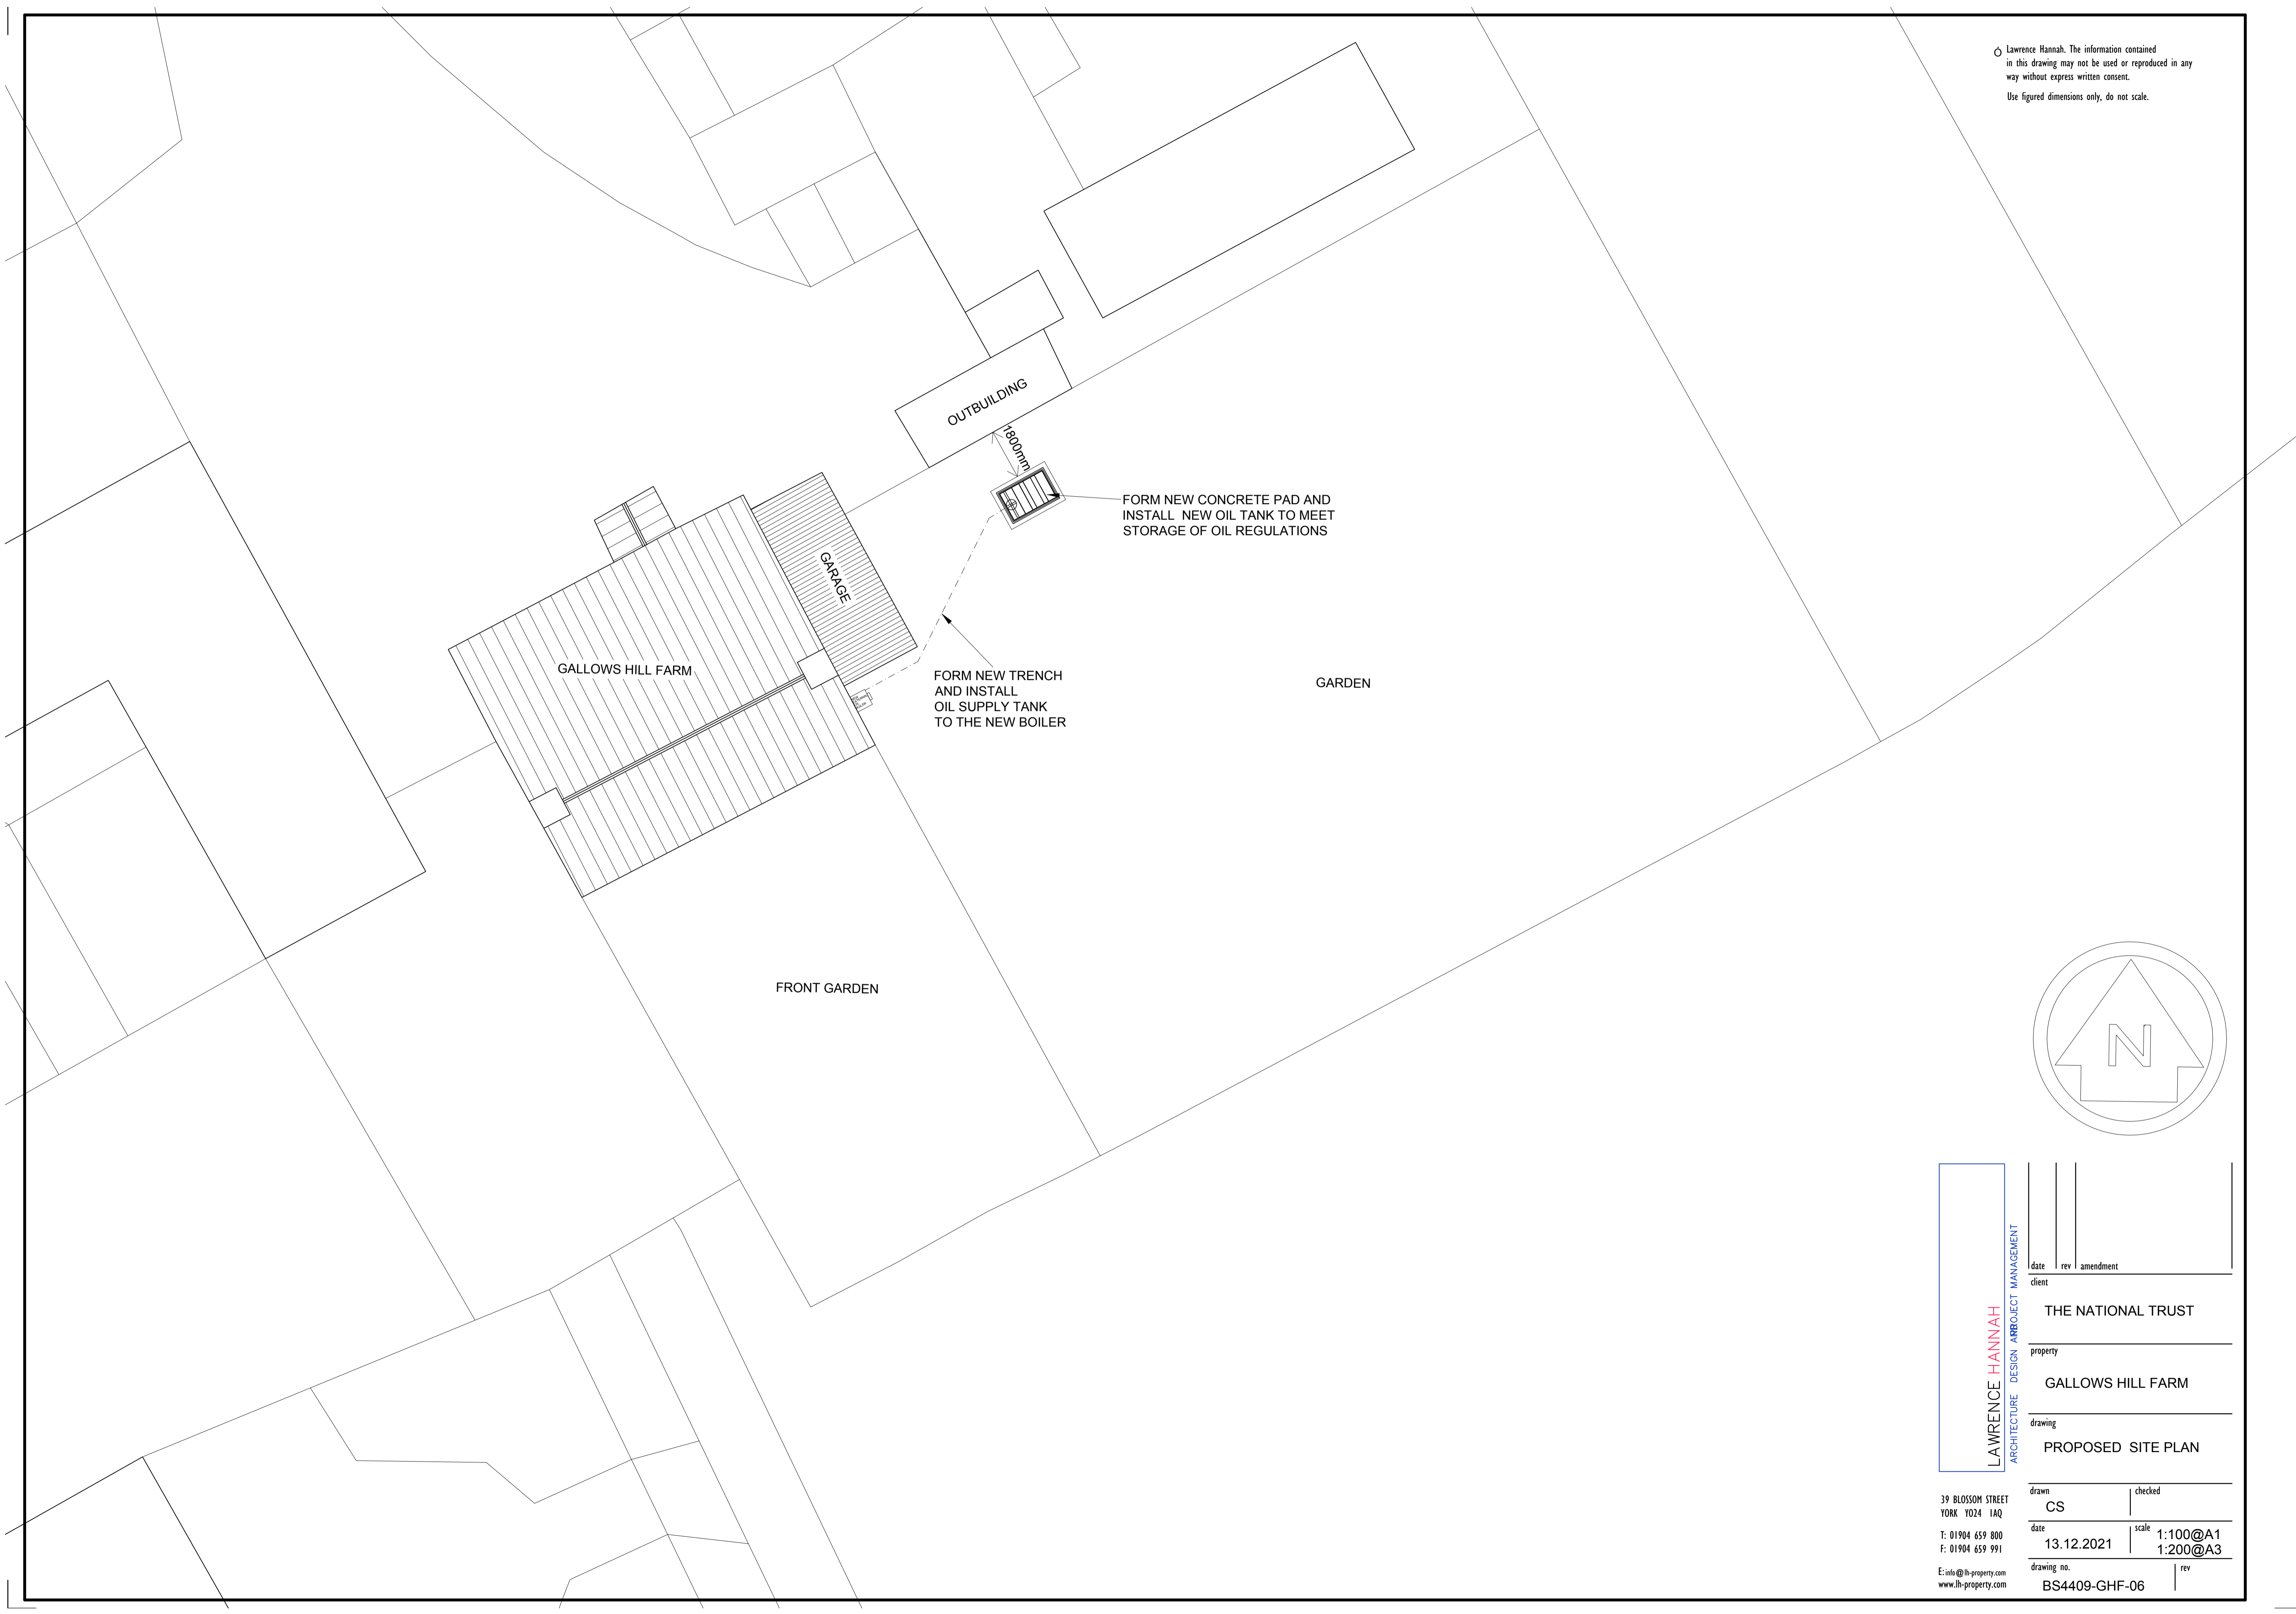 Lawrence Hannah. The information contained
in this drawing may not be used or reproduced in any
way without express written consent.
Use figured dimensions only, do not scale.
OUTBUILDING
1800mm
FORM NEW CONCRETE PAD AND
INSTALL NEW OIL TANK TO MEET
STORAGE OF OIL REGULATIONS
GARAGE
GALLOWS HILL FARM
FORM NEW TRENCH
AND INSTALL
OIL SUPPLY TANK
TO THE NEW BOILER
GARDEN
FRONT GARDEN
N
LAWRENCE HANNAH
ARCHITECTURE DESIGN
PROJECT MANAGEMENT
date rev amendment
client
THE NATIONAL TRUST
property
GALLOWS HILL FARM
drawing
PROPOSED SITE PLAN
drawn
CS
checked
date
13.12.2021
scale
1:100@A1
1:200@A3
drawing no.
BS4409-GHF-06
rev
39 BLOSSOM STREET
YORK YO24 1AQ
T: 01904 659 800
F: 01904 659 991
E: info@lh-property.com
www.lh-property.com